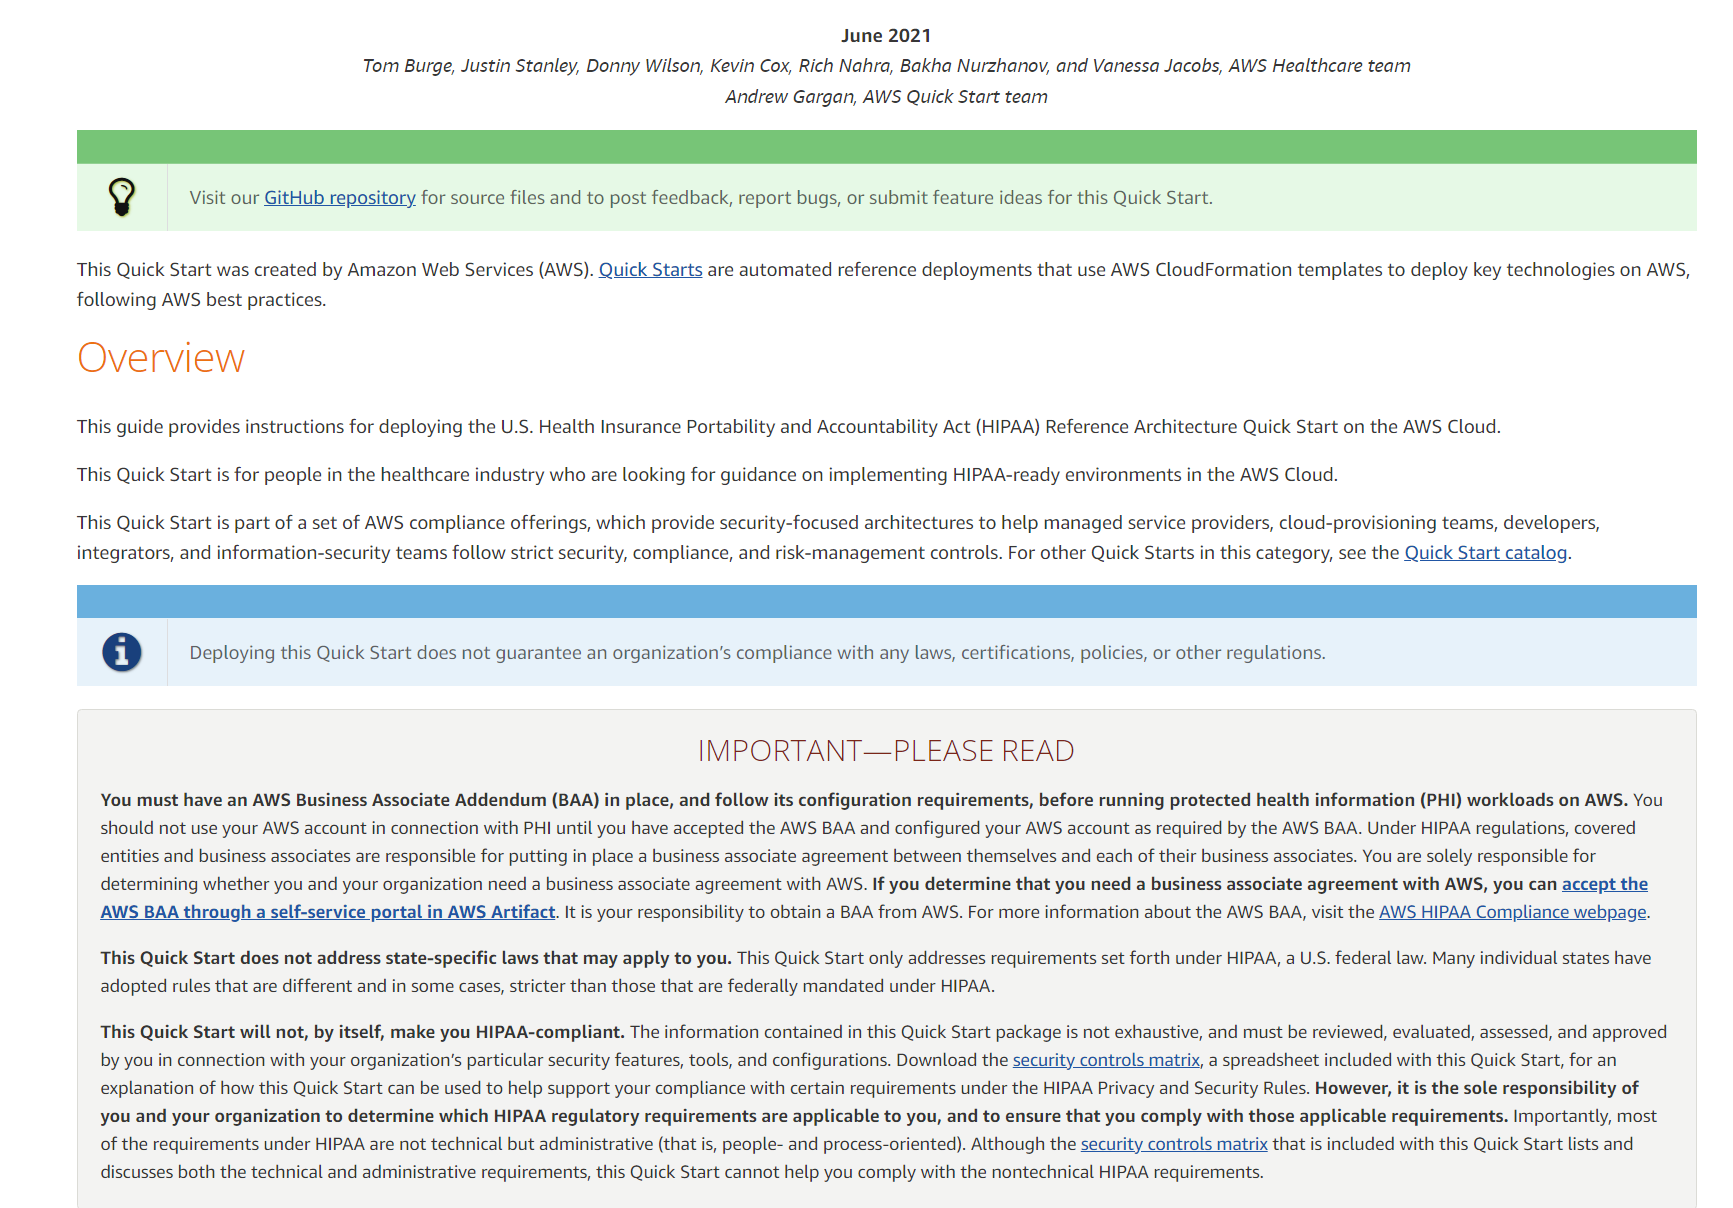 June 2021
Tom Burge, Justin Stanley, Donny Wilson, Kevin Cox, Rich Nahra, Bakha Nurzhanov, and Vanessa Jacobs, AWS Healthcare team
Andrew Gargan, AWS Quick Start team
Visit our GitHub repository for source files and to post feedback, report bugs, or submit feature ideas for this Quick Start.
This Quick Start was created by Amazon Web Services (AWS). Quick Starts are automated reference deployments that use AWS CloudFormation templates to deploy key technologies on AWS,
following AWS best practices.
Overview
This guide provides instructions for deploying the U.S. Health Insurance Portability and Accountability Act (HIPAA) Reference Architecture Quick Start on the AWS Cloud.
This Quick Start is for people in the healthcare industry who are looking for guidance on implementing HIPAA-ready environments in the AWS Cloud.
This Quick Start is part of a set of AWS compliance offerings, which provide security-focused architectures to help managed service providers, cloud-provisioning teams, developers,
integrators, and information-security teams follow strict security, compliance, and risk-management controls. For other Quick Starts in this category, see the Quick Start catalog.
Deploying this Quick Start does not guarantee an organization’s compliance with any laws, certifications, policies, or other regulations.
IMPORTANT—PLEASE READ
You must have an AWS Business Associate Addendum (BAA) in place, and follow its configuration requirements, before running protected health information (PHI) workloads on AWS. You
should not use your AWS account in connection with PHI until you have accepted the AWS BAA and configured your AWS account as required by the AWS BAA. Under HIPAA regulations, covered
entities and business associates are responsible for putting in place a business associate agreement between themselves and each of their business associates. You are solely responsible for
determining whether you and your organization need a business associate agreement with AWS. If you determine that you need a business associate agreement with AWS, you can accept the
AWS BAA through a self-service portal in AWS Artifact. It is your responsibility to obtain a BAA from AWS. For more information about the AWS BAA, visit the AWS HIPAA Compliance webpage.
This Quick Start does not address state-specific laws that may apply to you. This Quick Start only addresses requirements set forth under HIPAA, a U.S. federal law. Many individual states have
adopted rules that are different and in some cases, stricter than those that are federally mandated under HIPAA.
This Quick Start will not, by itself, make you HIPAA-compliant. The information contained in this Quick Start package is not exhaustive, and must be reviewed, evaluated, assessed, and approved
by you in connection with your organization’s particular security features, tools, and configurations. Download the security controls matrix, a spreadsheet included with this Quick Start, for an
explanation of how this Quick Start can be used to help support your compliance with certain requirements under the HIPAA Privacy and Security Rules. However, it is the sole responsibility of
you and your organization to determine which HIPAA regulatory requirements are applicable to you, and to ensure that you comply with those applicable requirements. Importantly, most
of the requirements under HIPAA are not technical but administrative (that is, people- and process-oriented). Although the security controls matrix that is included with this Quick Start lists and
discusses both the technical and administrative requirements, this Quick Start cannot help you comply with the nontechnical HIPAA requirements.